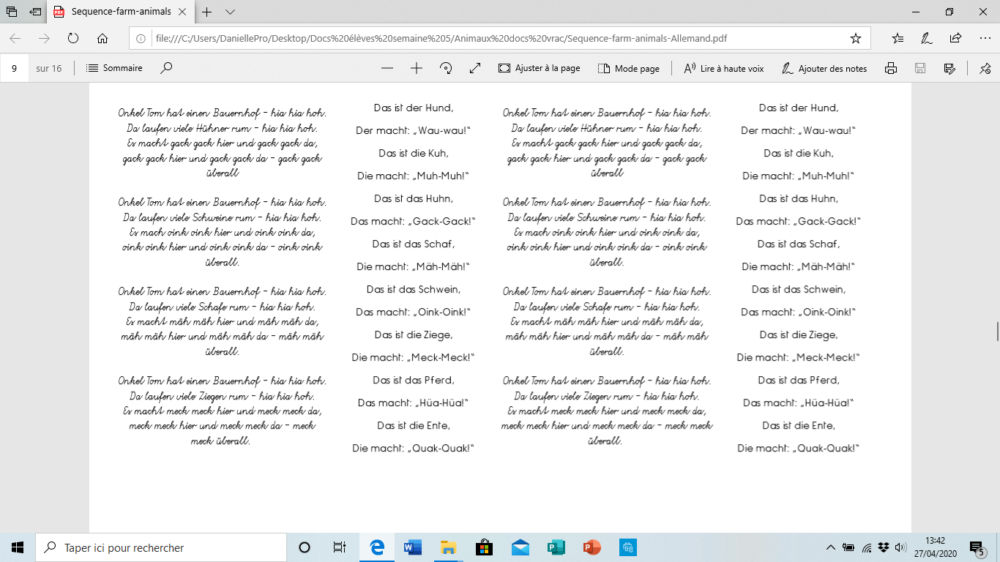 Sequence-farm-animals
file:///C:/Users/DaniellePro/Desktop/Docs%20élèves%20semaine%205/Animaux%20docs%20vrac/Sequence-farm-animals-Allemand.pdf
9 sur 16 Sommaire Ajuster à la page Mode page Lire à haute voix Ajouter des notes
Onkel Tom hat einen Bauernhof - hia hia hoh.
Da laufen viele Hühner rum - hia hia hoh.
Es macht gack gack hier und gack gack da,
gack gack hier und gack gack da - gack gack
überall
Onkel Tom hat einen Bauernhof - hia hia hoh.
Da laufen viele Schweine rum - hia hia hoh.
Es mach oink oink hier und oink oink da,
oink oink hier und oink oink da - oink oink
überall.
Onkel Tom hat einen Bauernhof - hia hia hoh.
Da laufen viele Schafe rum - hia hia hoh.
Es macht mäh mäh hier und mäh mäh da,
mäh mäh hier und mäh mäh da - mäh mäh
überall.
Onkel Tom hat einen Bauernhof - hia hia hoh.
Da laufen viele Ziegen rum - hia hia hoh.
Es macht meck meck hier und meck meck da,
meck meck hier und meck meck da - meck
meck überall.
Das ist der Hund,
Der macht: „Wau-wau!“
Das ist die Kuh,
Die macht: „Muh-Muh!“
Das ist das Huhn,
Das macht: „Gack-Gack!“
Das ist das Schaf,
Die macht: „Mäh-Mäh!“
Das ist das Schwein,
Das macht: „Oink-Oink!“
Das ist die Ziege,
Die macht: „Meck-Meck!“
Das ist das Pferd,
Das macht: „Hüa-Hüa!“
Das ist die Ente,
Die macht: „Quak-Quak!“
Onkel Tom hat einen Bauernhof - hia hia hoh.
Da laufen viele Hühner rum - hia hia hoh.
Es macht gack gack hier und gack gack da,
gack gack hier und gack gack da - gack gack
überall
Onkel Tom hat einen Bauernhof - hia hia hoh.
Da laufen viele Schweine rum - hia hia hoh.
Es mach oink oink hier und oink oink da,
oink oink hier und oink oink da - oink oink
überall.
Onkel Tom hat einen Bauernhof - hia hia hoh.
Da laufen viele Schafe rum - hia hia hoh.
Es macht mäh mäh hier und mäh mäh da,
mäh mäh hier und mäh mäh da - mäh mäh
überall.
Onkel Tom hat einen Bauernhof - hia hia hoh.
Da laufen viele Ziegen rum - hia hia hoh.
Es macht meck meck hier und meck meck da,
meck meck hier und meck meck da - meck meck
überall.
Das ist der Hund,
Der macht: „Wau-wau!“
Das ist die Kuh,
Die macht: „Muh-Muh!“
Das ist das Huhn,
Das macht: „Gack-Gack!“
Das ist das Schaf,
Die macht: „Mäh-Mäh!“
Das ist das Schwein,
Das macht: „Oink-Oink!“
Das ist die Ziege,
Die macht: „Meck-Meck!“
Das ist das Pferd,
Das macht: „Hüa-Hüa!“
Das ist die Ente,
Die macht: „Quak-Quak!“
Taper ici pour rechercher
13:42
27/04/2020
5